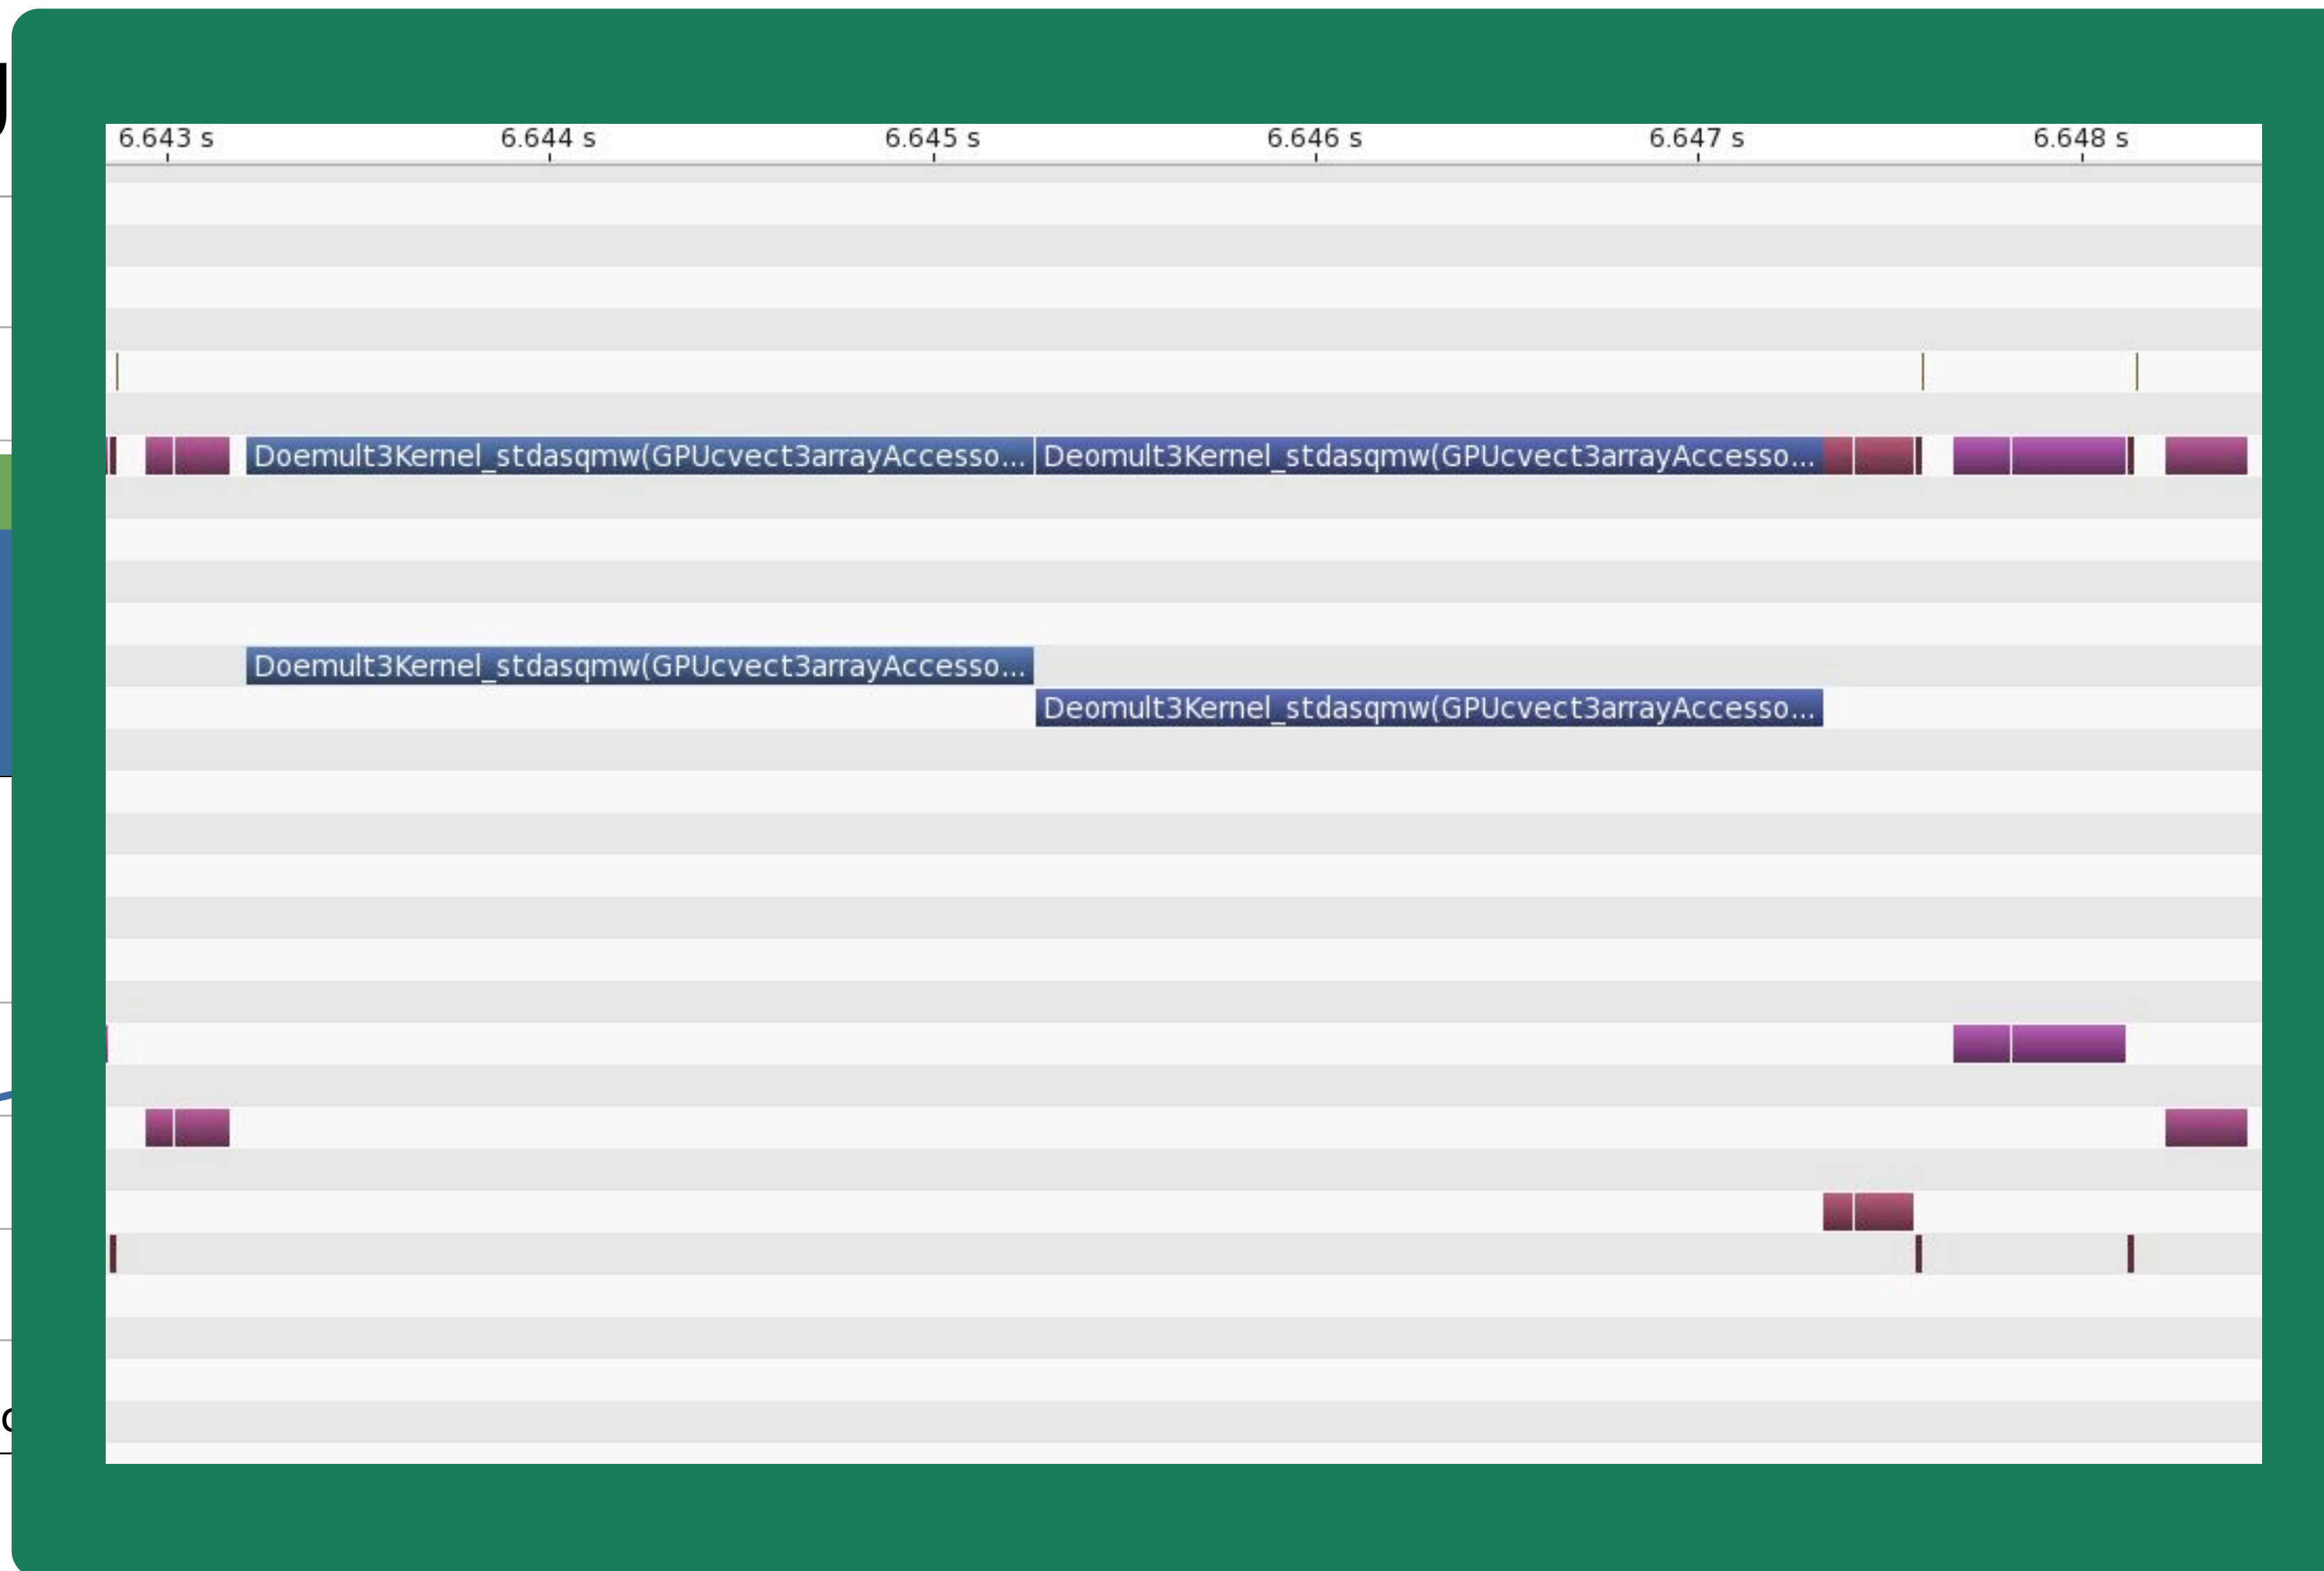 6.643 s 6.644 s 6.645 s 6.646 s 6.647 s 6.648 s
Doemult3Kernel_stdasqmw(GPUcvect3arrayAccesso... Deomult3Kernel_stdasqmw(GPUcvect3arrayAccesso...
Doemult3Kernel_stdasqmw(GPUcvect3arrayAccesso...
Deomult3Kernel_stdasqmw(GPUcvect3arrayAccesso...